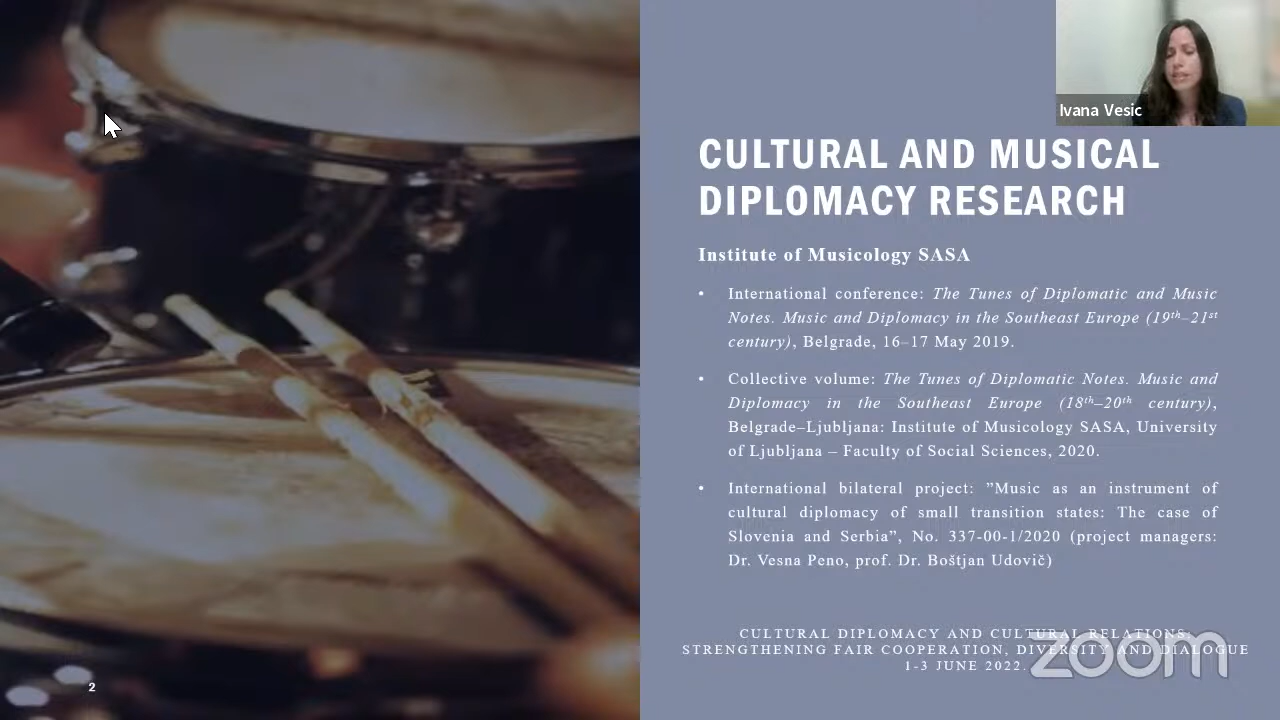 Ivana Vesic
CULTURAL AND MUSICAL
DIPLOMACY RESEARCH
Institute of Musicology SASA
• International conference: The Tunes of Diplomatic and Music
Notes. Music and Diplomacy in the Southeast Europe (19th–21st
century), Belgrade, 16–17 May 2019.
• Collective volume: The Tunes of Diplomatic Notes. Music and
Diplomacy in the Southeast Europe (18th–20th century),
Belgrade–Ljubljana: Institute of Musicology SASA, University
of Ljubljana – Faculty of Social Sciences, 2020.
• International bilateral project: ”Music as an instrument of
cultural diplomacy of small transition states: The case of
Slovenia and Serbia”, No. 337-00-1/2020 (project managers:
Dr. Vesna Peno, prof. Dr. Boštjan Udovič)
CULTURAL DIPLOMACY AND CULTURAL RELATIONS:
STRENGTHENING FAIR COOPERATION, DIVERSITY AND DIALOGUE
1-3 JUNE 2022.
zoom
2